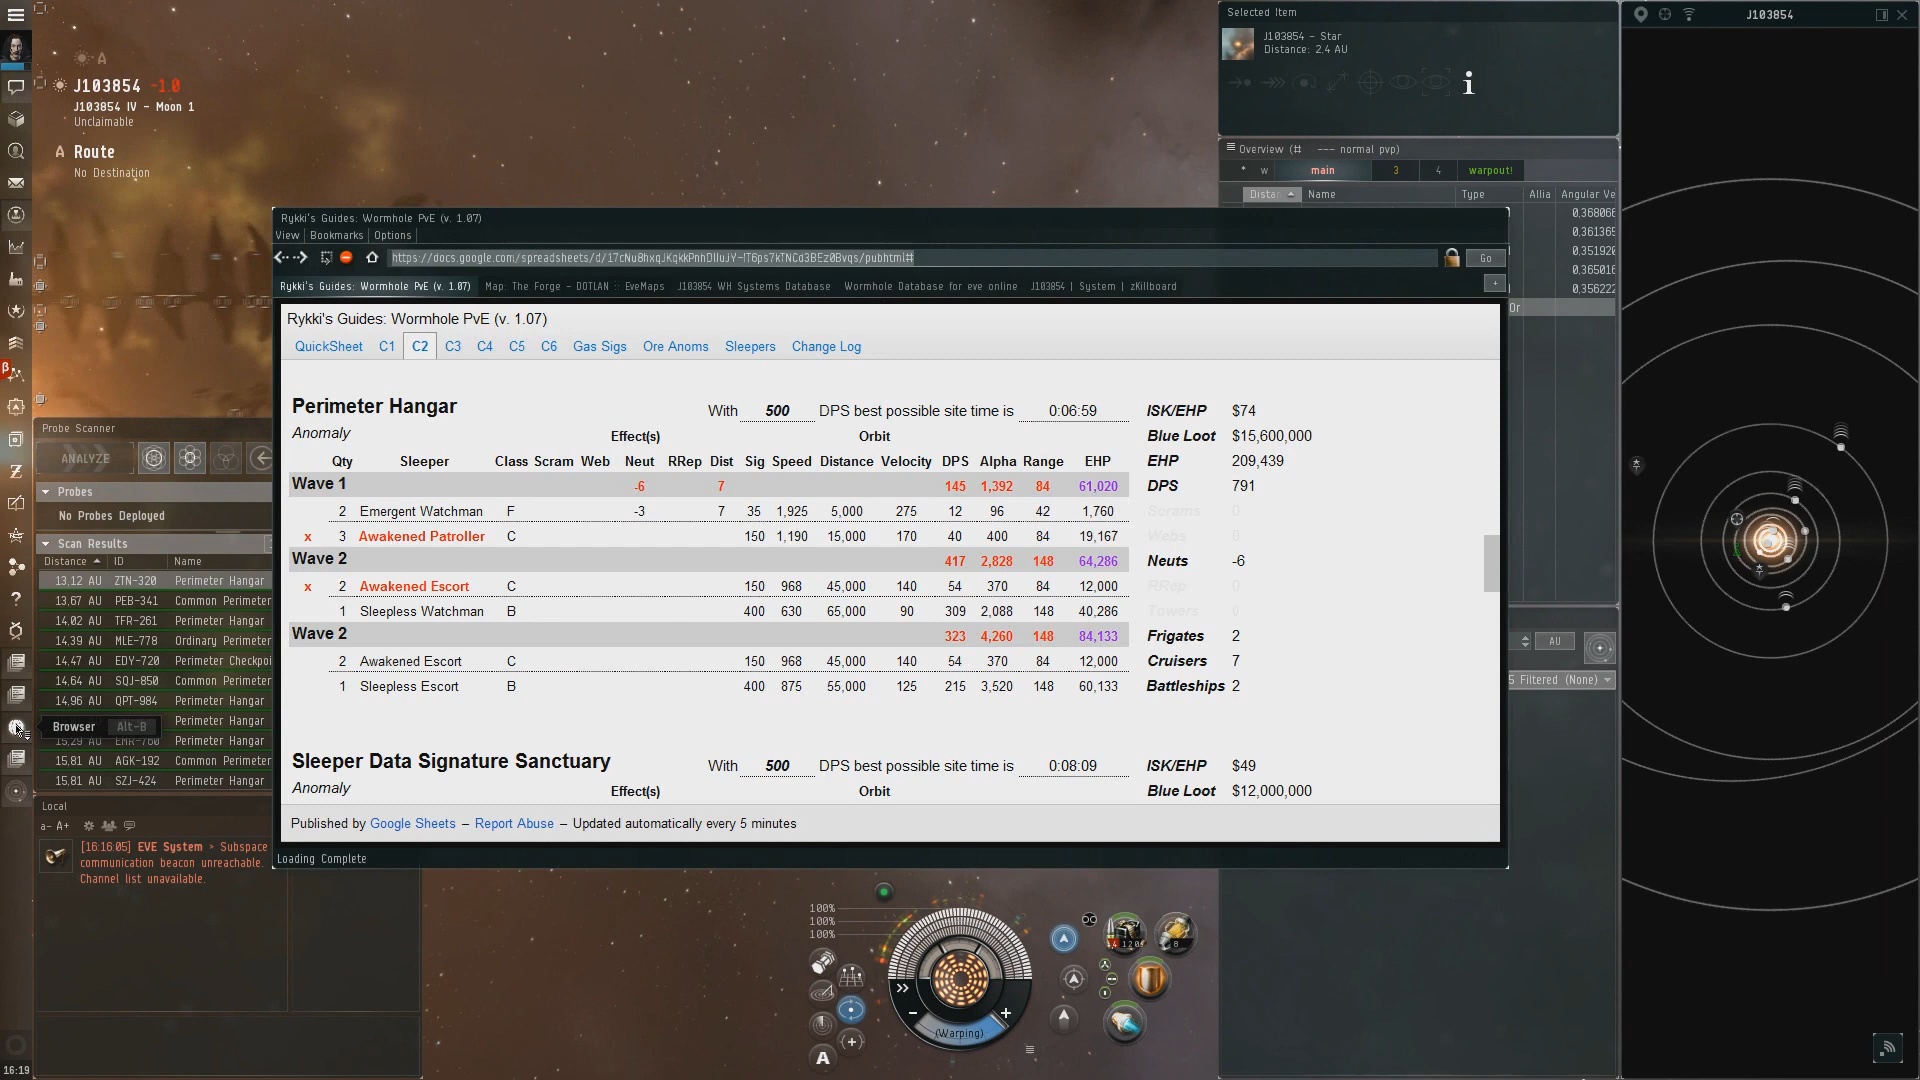 J103854 -1.0
J103854 IV - Moon 1
Unclaimable
Route
No Destination
Probe Scanner
ANALYZE
Probes
No Probes Deployed
Scan Results
Distance ID Name
13,12 AU ZTN-320 Perimeter Hangar
13,67 AU PEB-341 Common Perimeter
14,02 AU TFR-261 Perimeter Hangar
14,39 AU MLE-778 Ordinary Perimeter
14,47 AU EDY-720 Perimeter Checkpoi
14,64 AU SQJ-850 Common Perimeter
14,96 AU QPT-984 Perimeter Hangar
Browser Alt-B Perimeter Hangar
15,29 AU EMR-760 Perimeter Hangar
15,81 AU AGK-192 Common Perimeter
15,81 AU SZJ-424 Perimeter Hangar
Local
a- A+
[16:16:05] EVE System > Subspace
communication beacon unreachable.
Channel list unavailable.
16:19
Rykki's Guides: Wormhole PvE (v. 1.07)
View Bookmarks Options
Go
Rykki's Guides: Wormhole PvE (v. 1.07) Map: The Forge - DOTLAN :: EveMaps J103854 WH Systems Database Wormhole Database for eve online J103854 | System | zKillboard
Rykki's Guides: Wormhole PvE (v. 1.07)
QuickSheet C1 C2 C3 C4 C5 C6 Gas Sigs Ore Anoms Sleepers Change Log
Perimeter Hangar With 500 DPS best possible site time is 0:06:59 ISK/EHP $74
Anomaly Effect(s) Orbit Blue Loot $15,600,000
Qty Sleeper Class Scram Web Neut RRep Dist Sig Speed Distance Velocity DPS Alpha Range EHP EHP 209,439
Wave 1 -6 7 145 1,392 84 61,020 DPS 791
2 Emergent Watchman F -3 7 35 1,925 5,000 275 12 96 42 1,760 Scrams 0
x 3 Awakened Patroller C 150 1,190 15,000 170 40 400 84 19,167 Webs 0
Wave 2 417 2,828 148 64,286 Neuts -6
x 2 Awakened Escort C 150 968 45,000 140 54 370 84 12,000 RRep 0
1 Sleepless Watchman B 400 630 65,000 90 309 2,088 148 40,286 Towers 0
Wave 2 323 4,260 148 84,133 Frigates 2
2 Awakened Escort C 150 968 45,000 140 54 370 84 12,000 Cruisers 7
1 Sleepless Escort B 400 875 55,000 125 215 3,520 148 60,133 Battleships 2
Sleeper Data Signature Sanctuary With 500 DPS best possible site time is 0:08:09 ISK/EHP $49
Anomaly Effect(s) Orbit Blue Loot $12,000,000
Published by Google Sheets – Report Abuse – Updated automatically every 5 minutes
Loading Complete
Selected Item
J103854 - Star
Distance: 2,4 AU
Overview (# --- normal pvp)
* w main 3 4 warpout!
Distan Name Type Allia Angular Ve
0,368066
0,361365
0,351920
0,365016
0,356222
Or
AU
5 Filtered (None)
J103854
100%
100%
100%
(Warping)
A